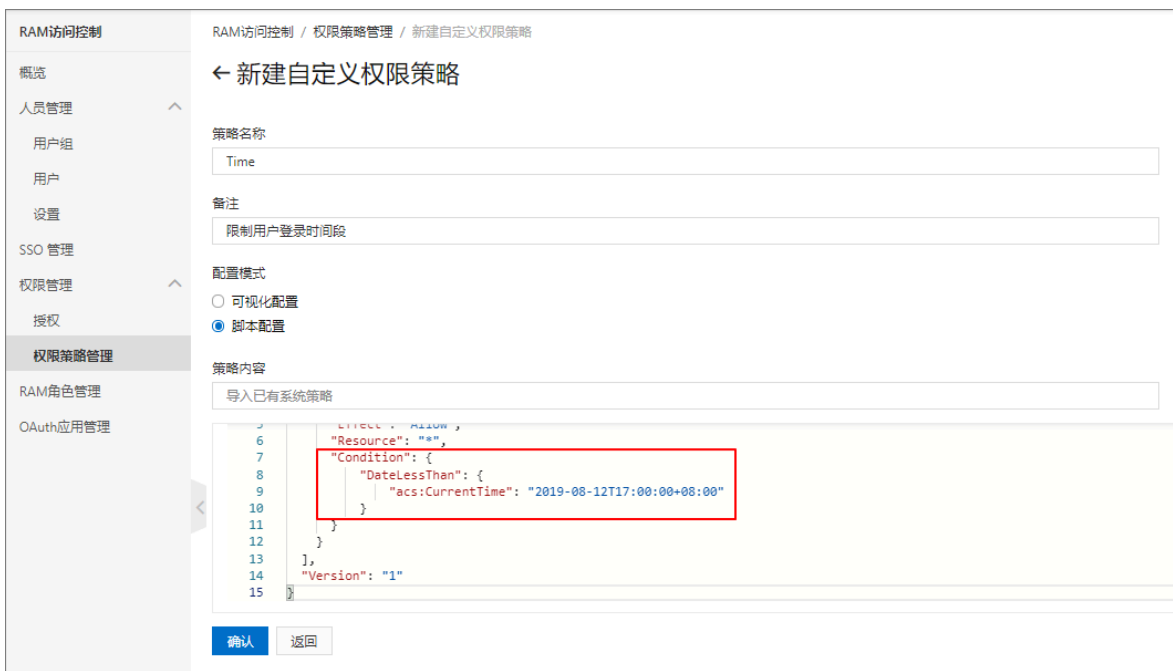 RAM访问控制
概览
人员管理
用户组
用户
设置
SSO 管理
权限管理
授权
权限策略管理
RAM角色管理
OAuth应用管理
RAM访问控制 / 权限策略管理 / 新建自定义权限策略
←新建自定义权限策略
策略名称
Time
备注
限制用户登录时间段
配置模式
可视化配置
脚本配置
策略内容
导入已有系统策略
5 "Effect": "Allow",
6 "Resource": "*",
7 "Condition": {
8 "DateLessThan": {
9 "acs:CurrentTime": "2019-08-12T17:00:00+08:00"
10 }
11 }
12 }
13 ],
14 "Version": "1"
15 }
确认 返回